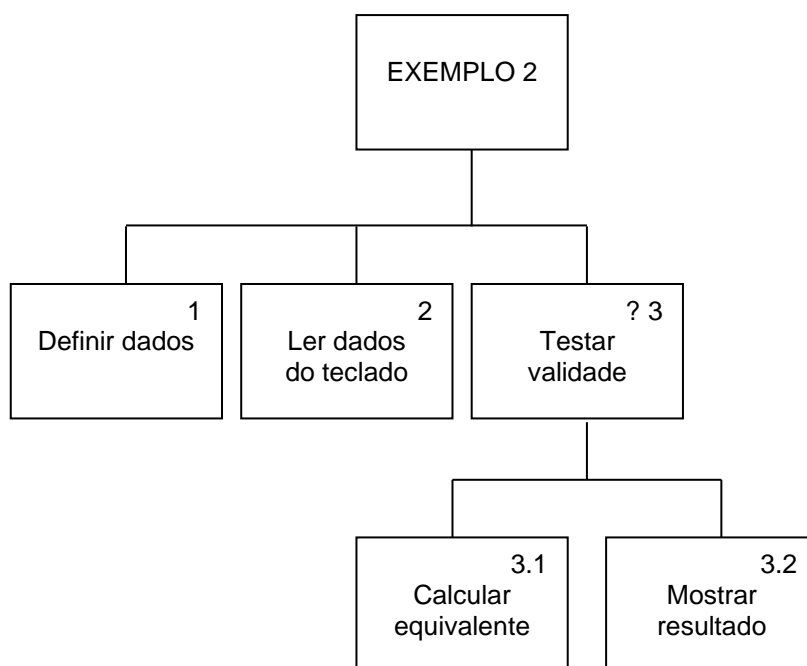 EXEMPLO 2
1
Definir dados
2
Ler dados
do teclado
? 3
Testar
validade
3.1
Calcular
equivalente
3.2
Mostrar
resultado